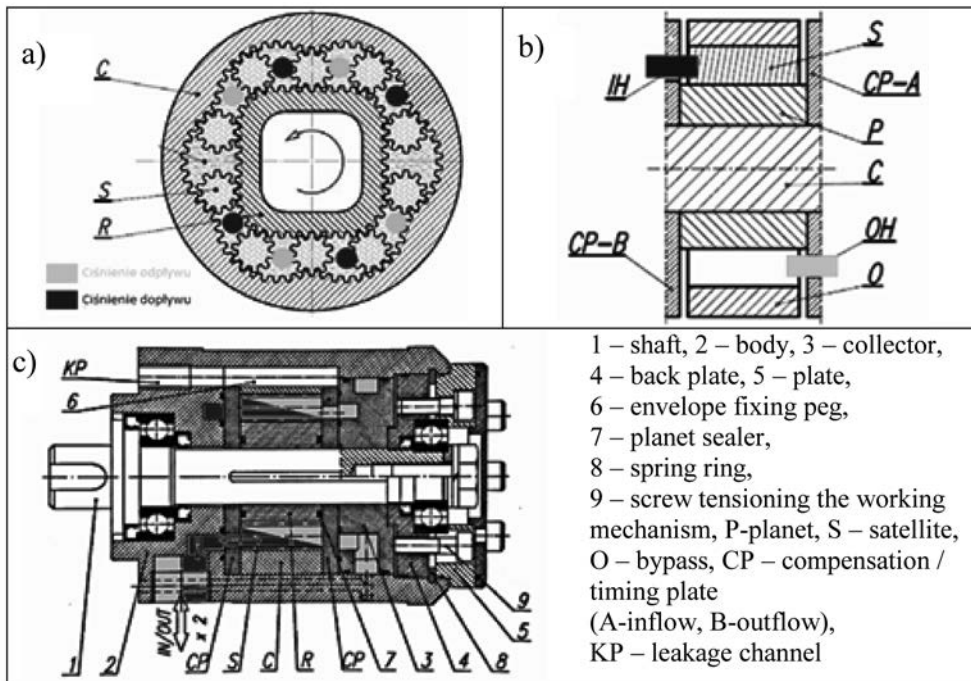 a)
C
S
R
Ciśnienie odpływu
Ciśnienie dopływu
b)
S
IH
CP-A
P
C
CP-B
OH
O
c)
KP
6
IN/OUT
x 2
1
2
CP
S
C
R
CP
7
3
4
8
5
9
1 – shaft, 2 – body, 3 – collector,
4 – back plate, 5 – plate,
6 – envelope fixing peg,
7 – planet sealer,
8 – spring ring,
9 – screw tensioning the working
mechanism, P-planet, S – satellite,
O – bypass, CP – compensation /
timing plate
(A-inflow, B-outflow),
KP – leakage channel